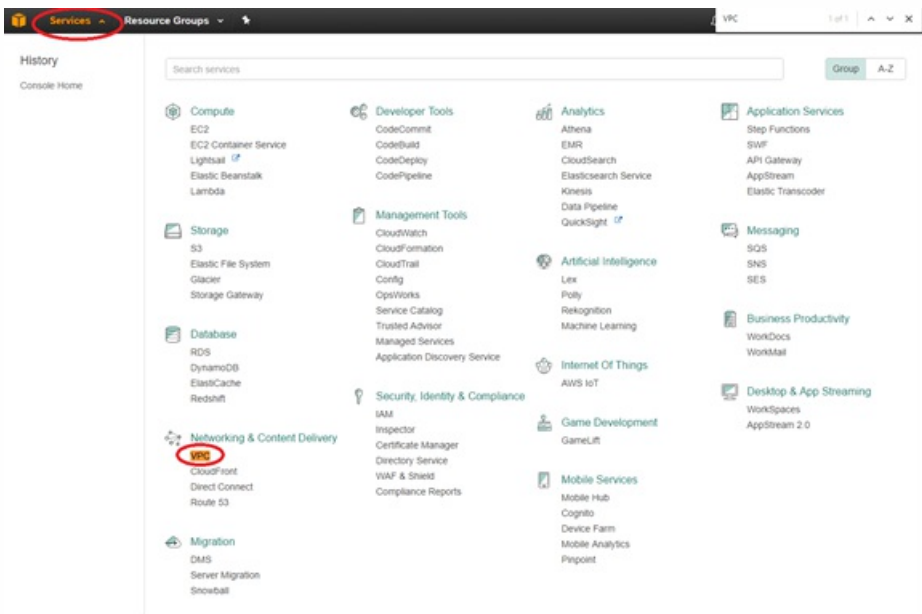 Services
Resource Groups
VPC
1 of 1
History
Console Home
Search services
Group
A-Z
Compute
EC2
EC2 Container Service
Lightsail
Elastic Beanstalk
Lambda
Storage
S3
Elastic File System
Glacier
Storage Gateway
Database
RDS
DynamoDB
ElastiCache
Redshift
Networking & Content Delivery
VPC
CloudFront
Direct Connect
Route 53
Migration
DMS
Server Migration
Snowball
Developer Tools
CodeCommit
CodeBuild
CodeDeploy
CodePipeline
Management Tools
CloudWatch
CloudFormation
CloudTrail
Config
OpsWorks
Service Catalog
Trusted Advisor
Managed Services
Application Discovery Service
Security, Identity & Compliance
IAM
Inspector
Certificate Manager
Directory Service
WAF & Shield
Compliance Reports
Analytics
Athena
EMR
CloudSearch
Elasticsearch Service
Kinesis
Data Pipeline
QuickSight
Artificial Intelligence
Lex
Polly
Rekognition
Machine Learning
Internet Of Things
AWS IoT
Game Development
GameLift
Mobile Services
Mobile Hub
Cognito
Device Farm
Mobile Analytics
Pinpoint
Application Services
Step Functions
SWF
API Gateway
AppStream
Elastic Transcoder
Messaging
SQS
SNS
SES
Business Productivity
WorkDocs
WorkMail
Desktop & App Streaming
WorkSpaces
AppStream 2.0